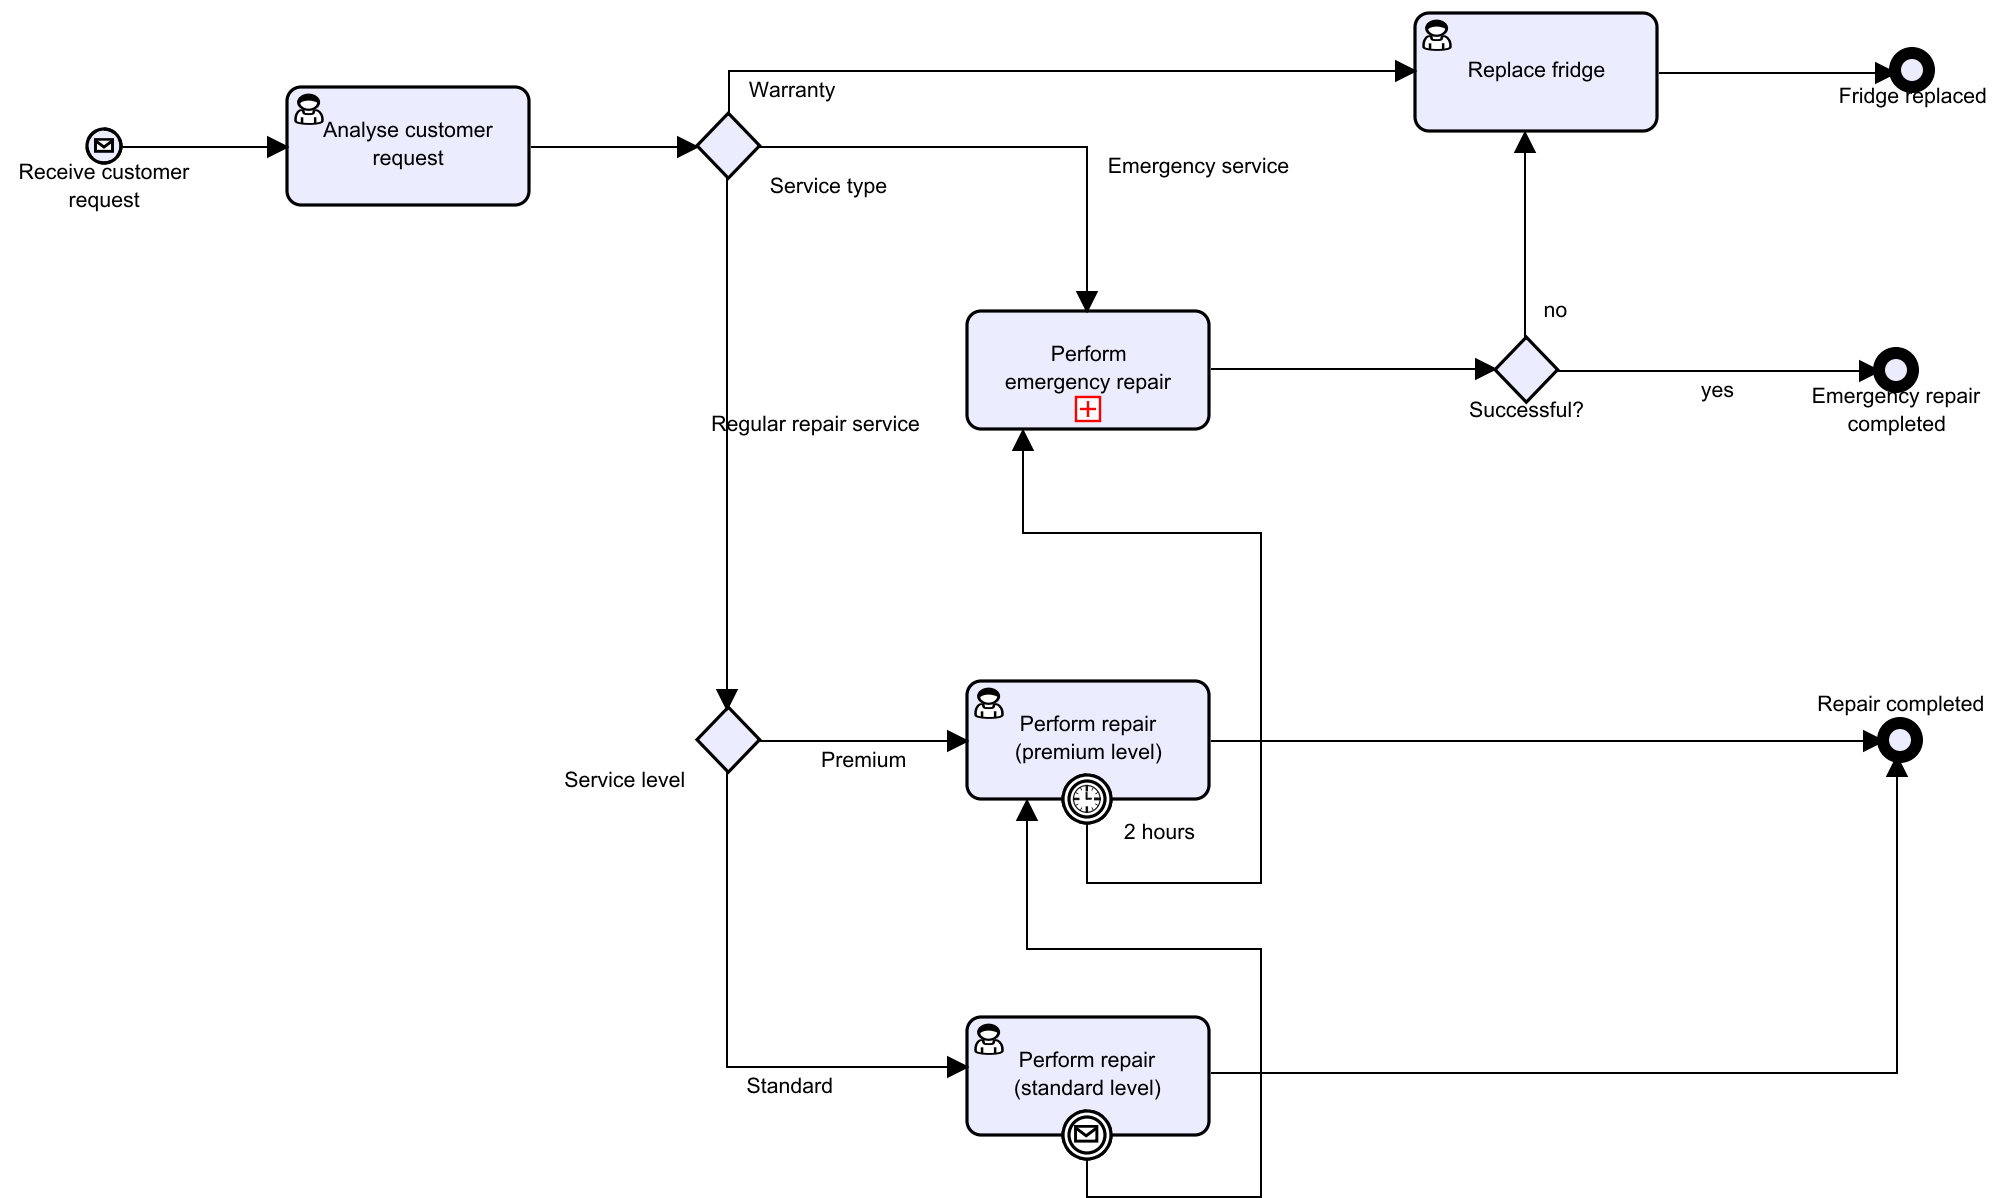 Replace fridge
Warranty
Fridge replaced
Analyse customer
request
Receive customer
request
Service type
Emergency service
no
Perform
emergency repair
Successful?
yes
Emergency repair
completed
Regular repair service
Repair completed
Perform repair
(premium level)
Premium
Service level
2 hours
Perform repair
(standard level)
Standard